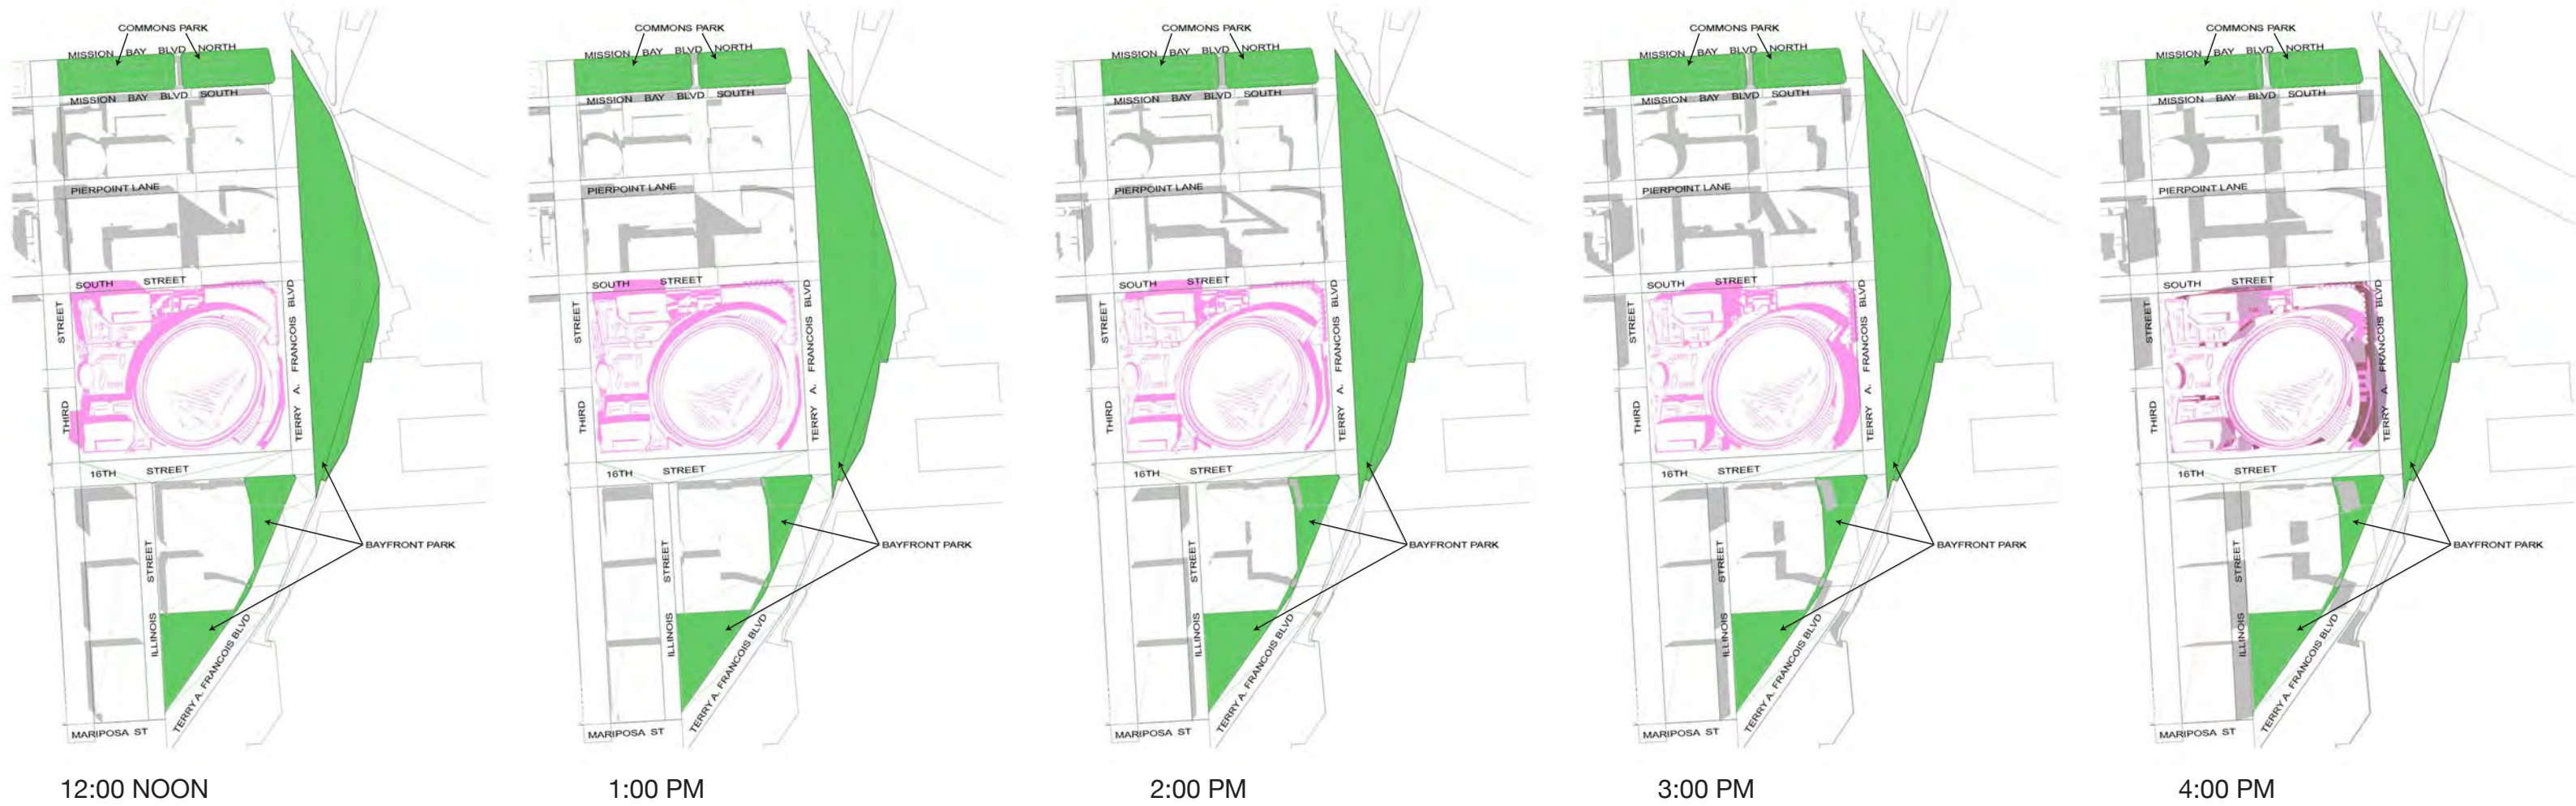 COMMONS PARK
MISSION BAY BLVD NORTH
MISSION BAY BLVD SOUTH
PIERPOINT LANE
SOUTH STREET
THIRD STREET
TERRY A. FRANCOIS BLVD
16TH STREET
BAYFRONT PARK
ILLINOIS STREET
TERRY A. FRANCOIS BLVD
MARIPOSA ST
12:00 NOON
COMMONS PARK
MISSION BAY BLVD NORTH
MISSION BAY BLVD SOUTH
PIERPOINT LANE
SOUTH STREET
THIRD STREET
TERRY A. FRANCOIS BLVD
16TH STREET
BAYFRONT PARK
ILLINOIS STREET
TERRY A. FRANCOIS BLVD
MARIPOSA ST
1:00 PM
COMMONS PARK
MISSION BAY BLVD NORTH
MISSION BAY BLVD SOUTH
PIERPOINT LANE
SOUTH STREET
THIRD STREET
TERRY A. FRANCOIS BLVD
16TH STREET
BAYFRONT PARK
ILLINOIS STREET
TERRY A. FRANCOIS BLVD
MARIPOSA ST
2:00 PM
COMMONS PARK
MISSION BAY BLVD NORTH
MISSION BAY BLVD SOUTH
PIERPOINT LANE
SOUTH STREET
THIRD STREET
TERRY A. FRANCOIS BLVD
16TH STREET
BAYFRONT PARK
ILLINOIS STREET
TERRY A. FRANCOIS BLVD
MARIPOSA ST
3:00 PM
COMMONS PARK
MISSION BAY BLVD NORTH
MISSION BAY BLVD SOUTH
PIERPOINT LANE
SOUTH STREET
THIRD STREET
TERRY A. FRANCOIS BLVD
16TH STREET
BAYFRONT PARK
ILLINOIS STREET
TERRY A. FRANCOIS BLVD
MARIPOSA ST
4:00 PM